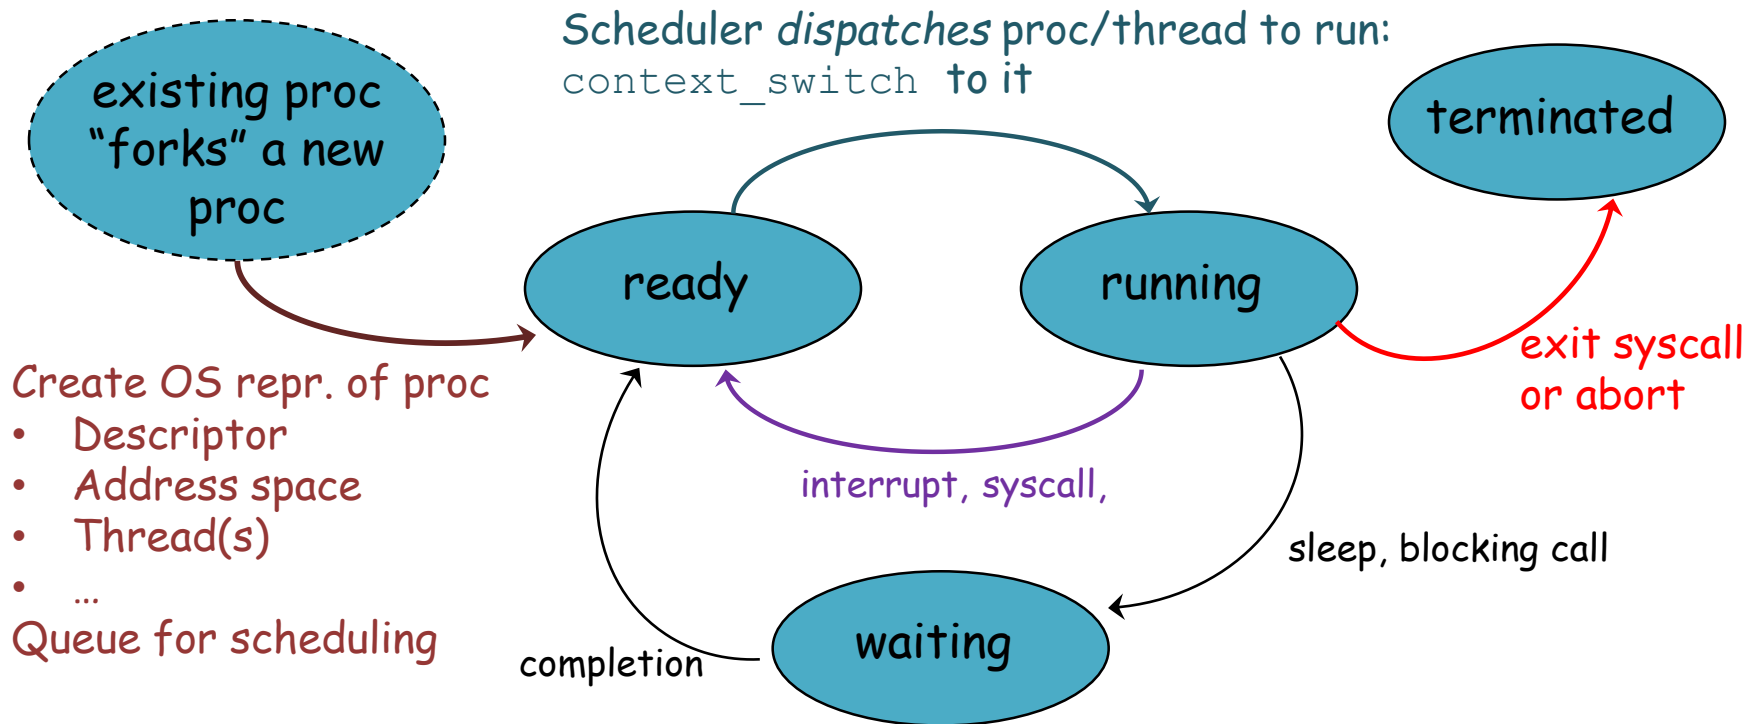 existing proc
“forks” a new
proc
Scheduler dispatches proc/thread to run:
context_switch to it
terminated
ready
running
exit syscall
or abort
Create OS repr. of proc
• Descriptor
• Address space
• Thread(s)
• …
Queue for scheduling
interrupt, syscall,
sleep, blocking call
completion
waiting